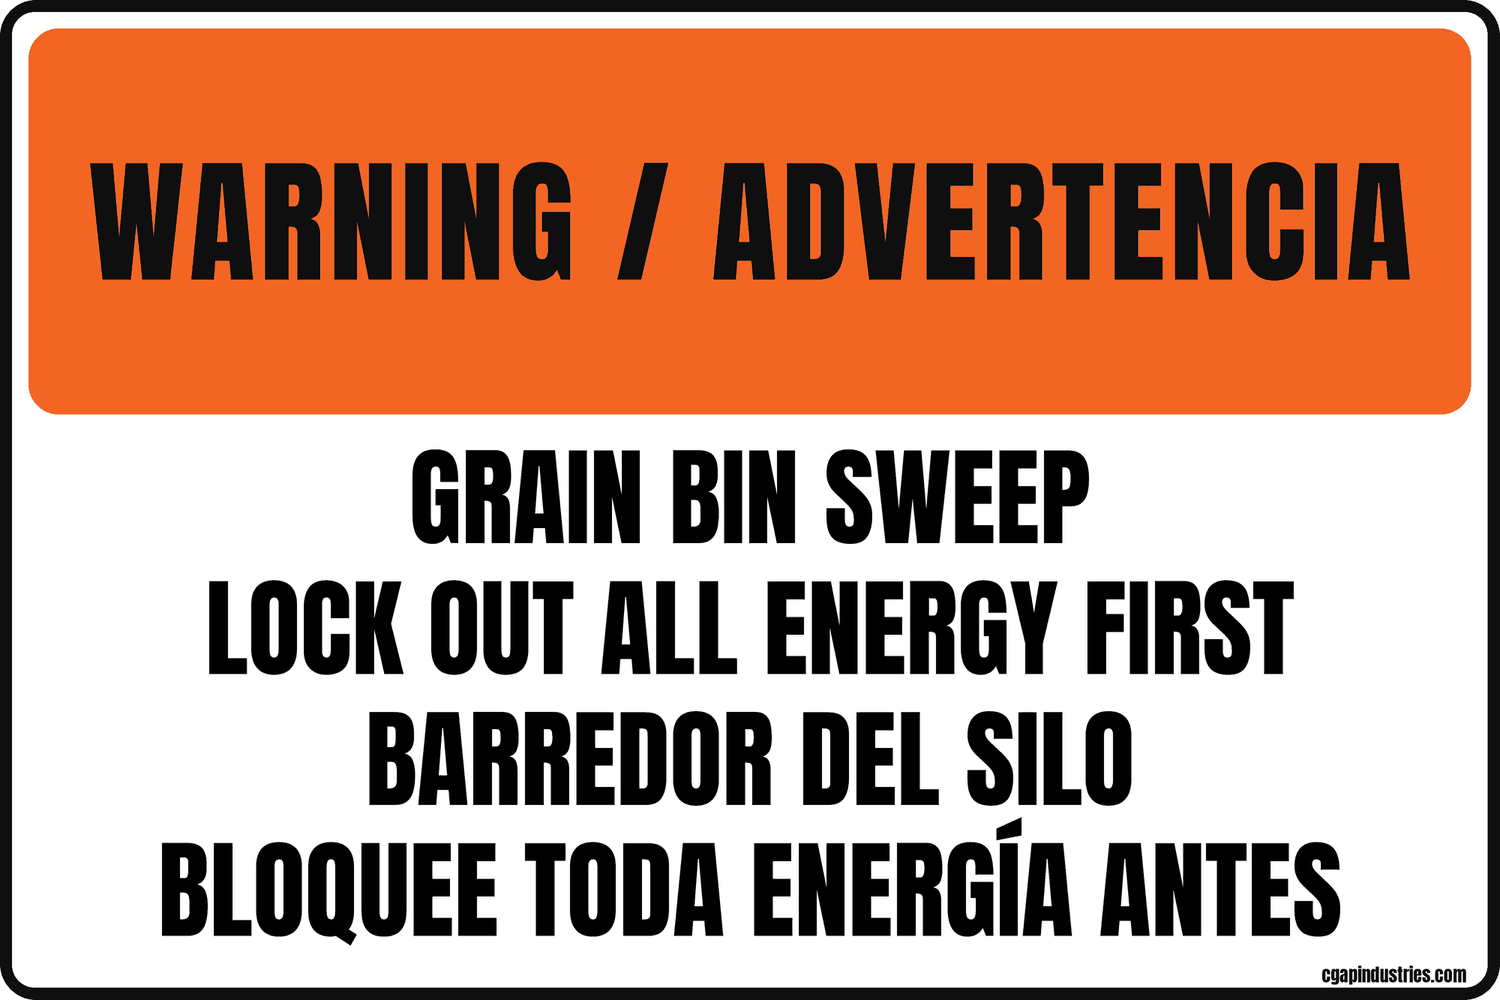 WARNING / ADVERTENCIA
GRAIN BIN SWEEP
LOCK OUT ALL ENERGY FIRST
BARREDOR DEL SILO
BLOQUEE TODA ENERGÍA ANTES
cgapindustries.com